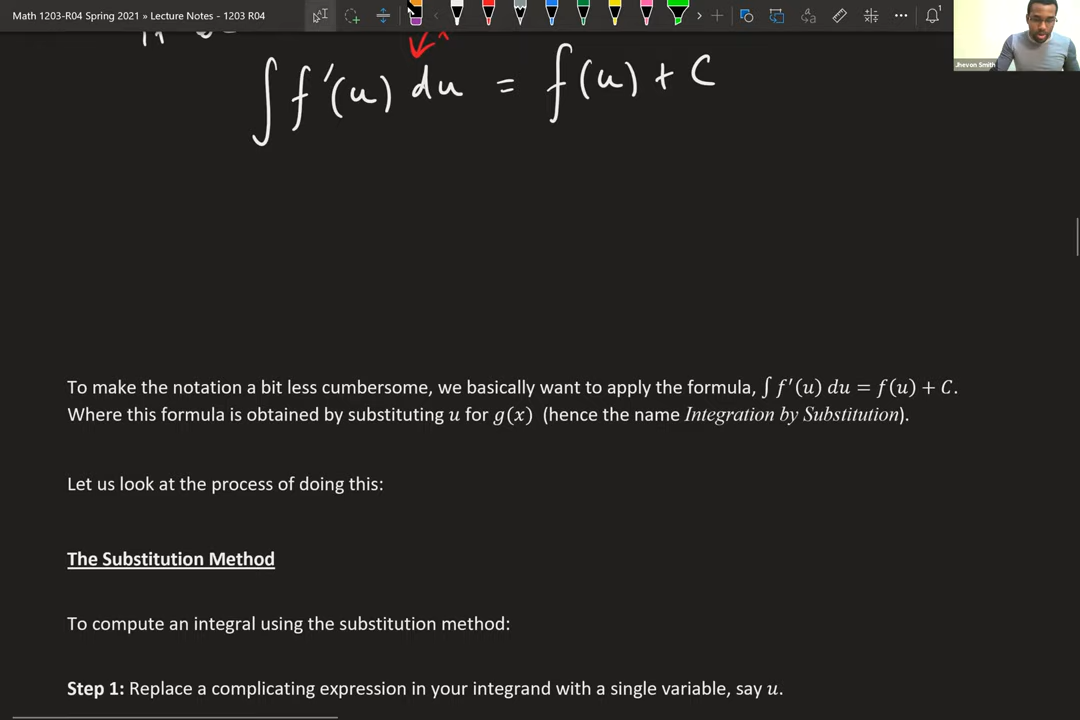 Math 1203-R04 Spring 2021 » Lecture Notes - 1203 R04
Jhevon Smith
∫ f'(u) du = f(u) + C
To make the notation a bit less cumbersome, we basically want to apply the formula, ∫ f′(u) du = f(u) + C.
Where this formula is obtained by substituting u for g(x) (hence the name Integration by Substitution).
Let us look at the process of doing this:
The Substitution Method
To compute an integral using the substitution method:
Step 1: Replace a complicating expression in your integrand with a single variable, say u.